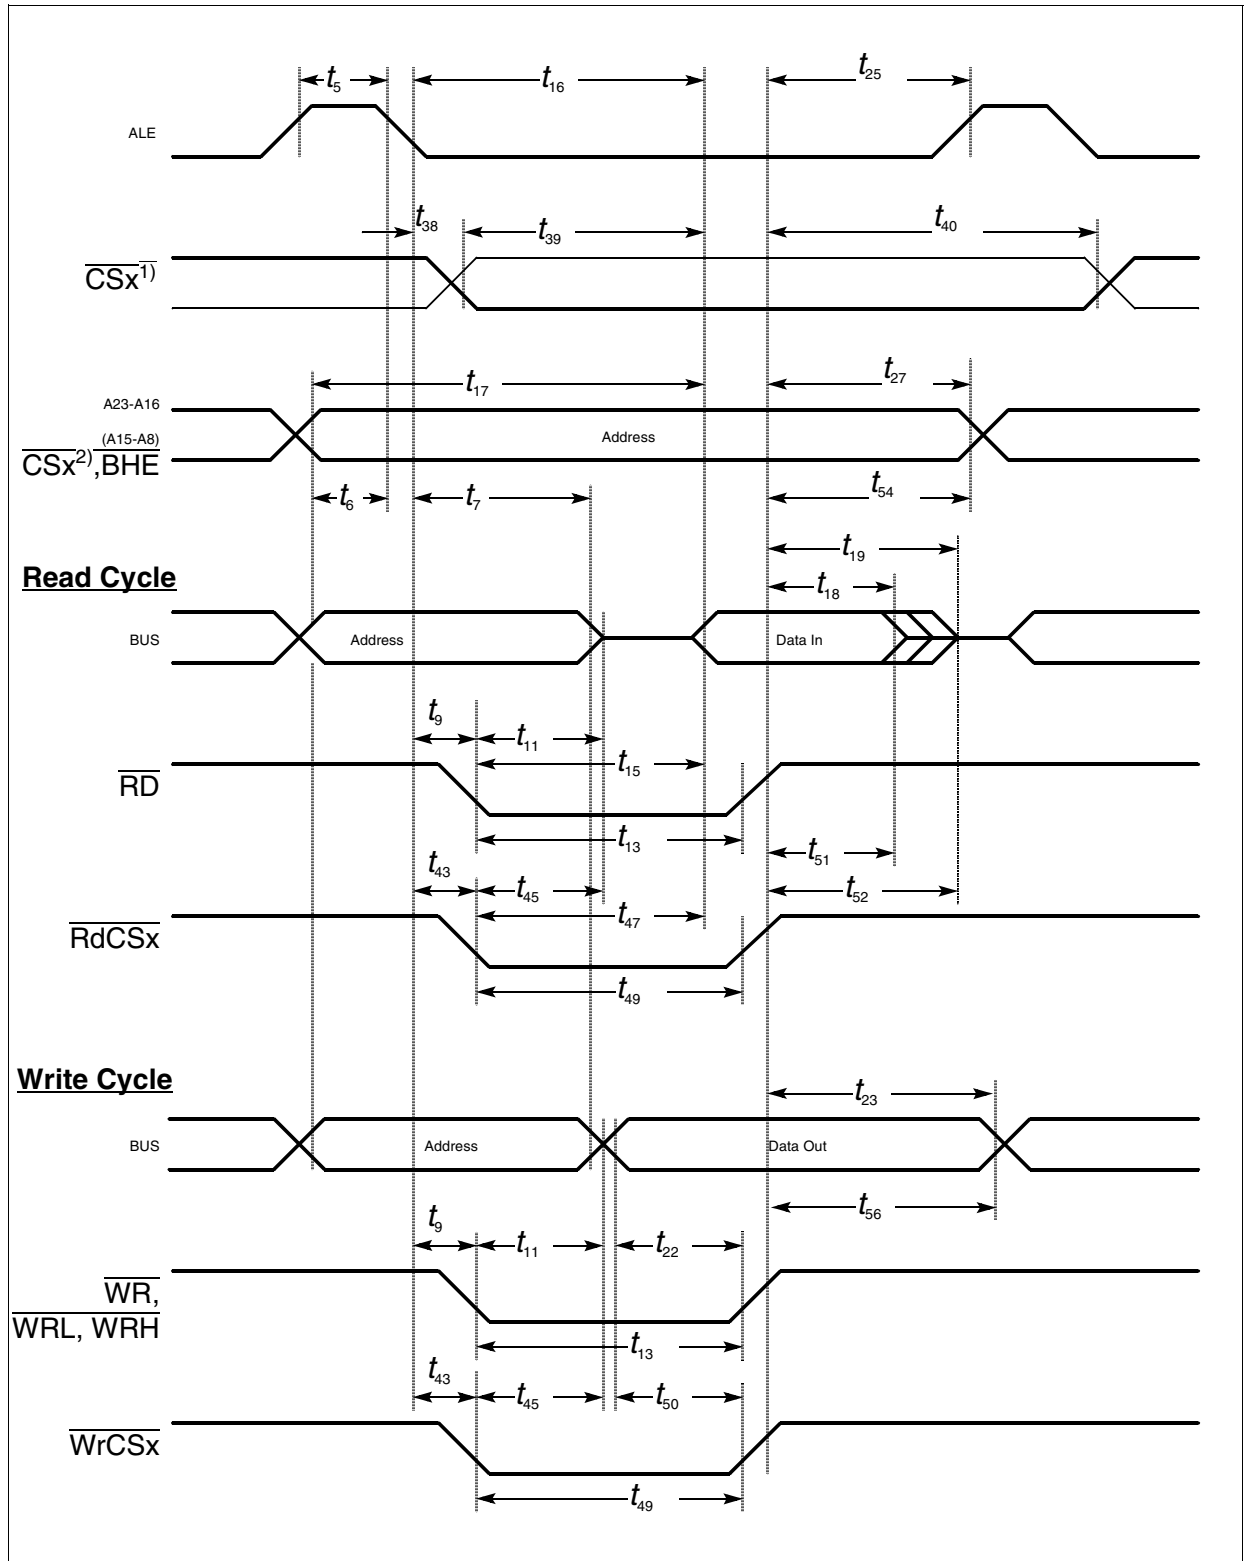 t5 t16 t25
ALE
t38 t39 t40
CSx1)
t17 t27
A23-A16
(A15-A8)
Address
CSx2),BHE
t6 t7 t54
t19
Read Cycle
t18
BUS Address Data In
t9 t11
t15
RD
t13 t51
t43 t45 t52
t47
RdCSx
t49
Write Cycle
t23
BUS Address Data Out
t56
t9 t11 t22
WR,
WRL, WRH
t13
t43 t45 t50
WrCSx
t49